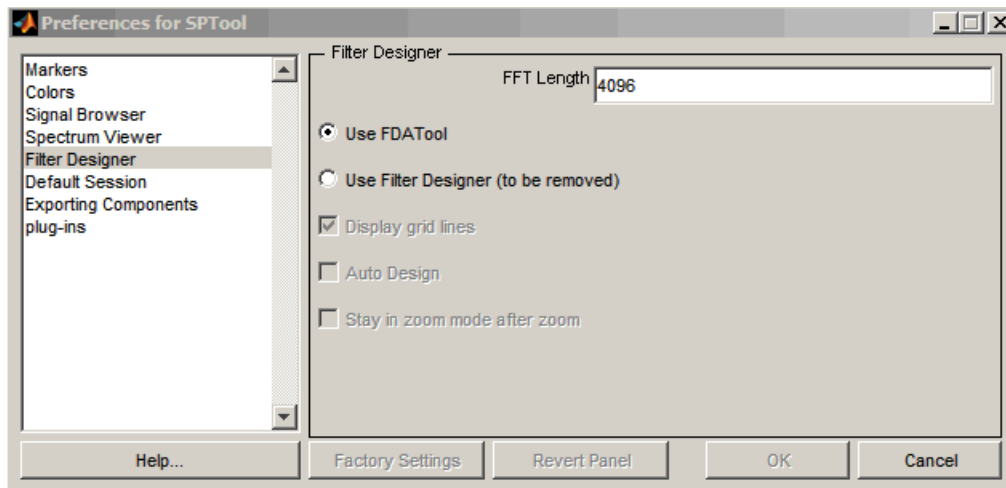 Preferences for SPTool
Markers
Colors
Signal Browser
Spectrum Viewer
Filter Designer
Default Session
Exporting Components
plug-ins
Filter Designer
FFT Length 4096
Use FDATool
Use Filter Designer (to be removed)
Display grid lines
Auto Design
Stay in zoom mode after zoom
Help... Factory Settings Revert Panel OK Cancel